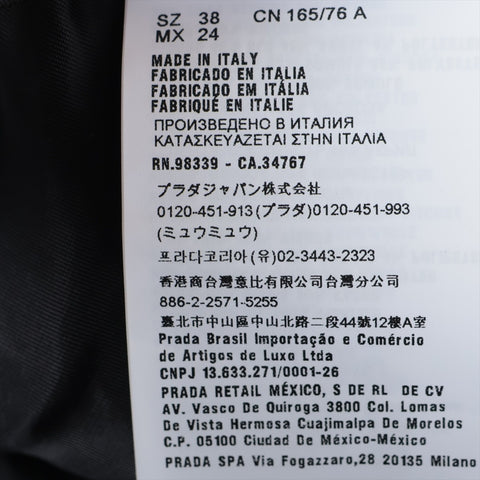 SZ 38 CN 165/76 A
MX 24
MADE IN ITALY
FABRICADO EN ITALIA
FABRICADO EM ITÁLIA
FABRIQUÉ EN ITALIE
ПРОИЗВЕДЕНО В ИТАЛИЯ
ΚΑΤΑΣΚΕΥΑΖΕΤΑΙ ΣΤΗΝ ΙΤΑΛΙΑ
RN.98339 - CA.34767
プラダジャパン株式会社
0120-451-913(プラダ)0120-451-993
(ミュウミュウ)
프라다코리아(유)02-3443-2323
香港商台灣意比有限公司台灣分公司
886-2-2571-5255
臺北市中山區中山北路二段44號12樓A室
Prada Brasil Importação e Comércio
de Artigos de Luxo Ltda
CNPJ 13.633.271/0001-26
PRADA RETAIL MÉXICO, S DE RL DE CV
AV. Vasco De Quiroga 3800 Col. Lomas
De Vista Hermosa Cuajimalpa De Morelos
C.P. 05100 Ciudad De México-México
PRADA SPA Via Fogazzaro,28 20135 Milano